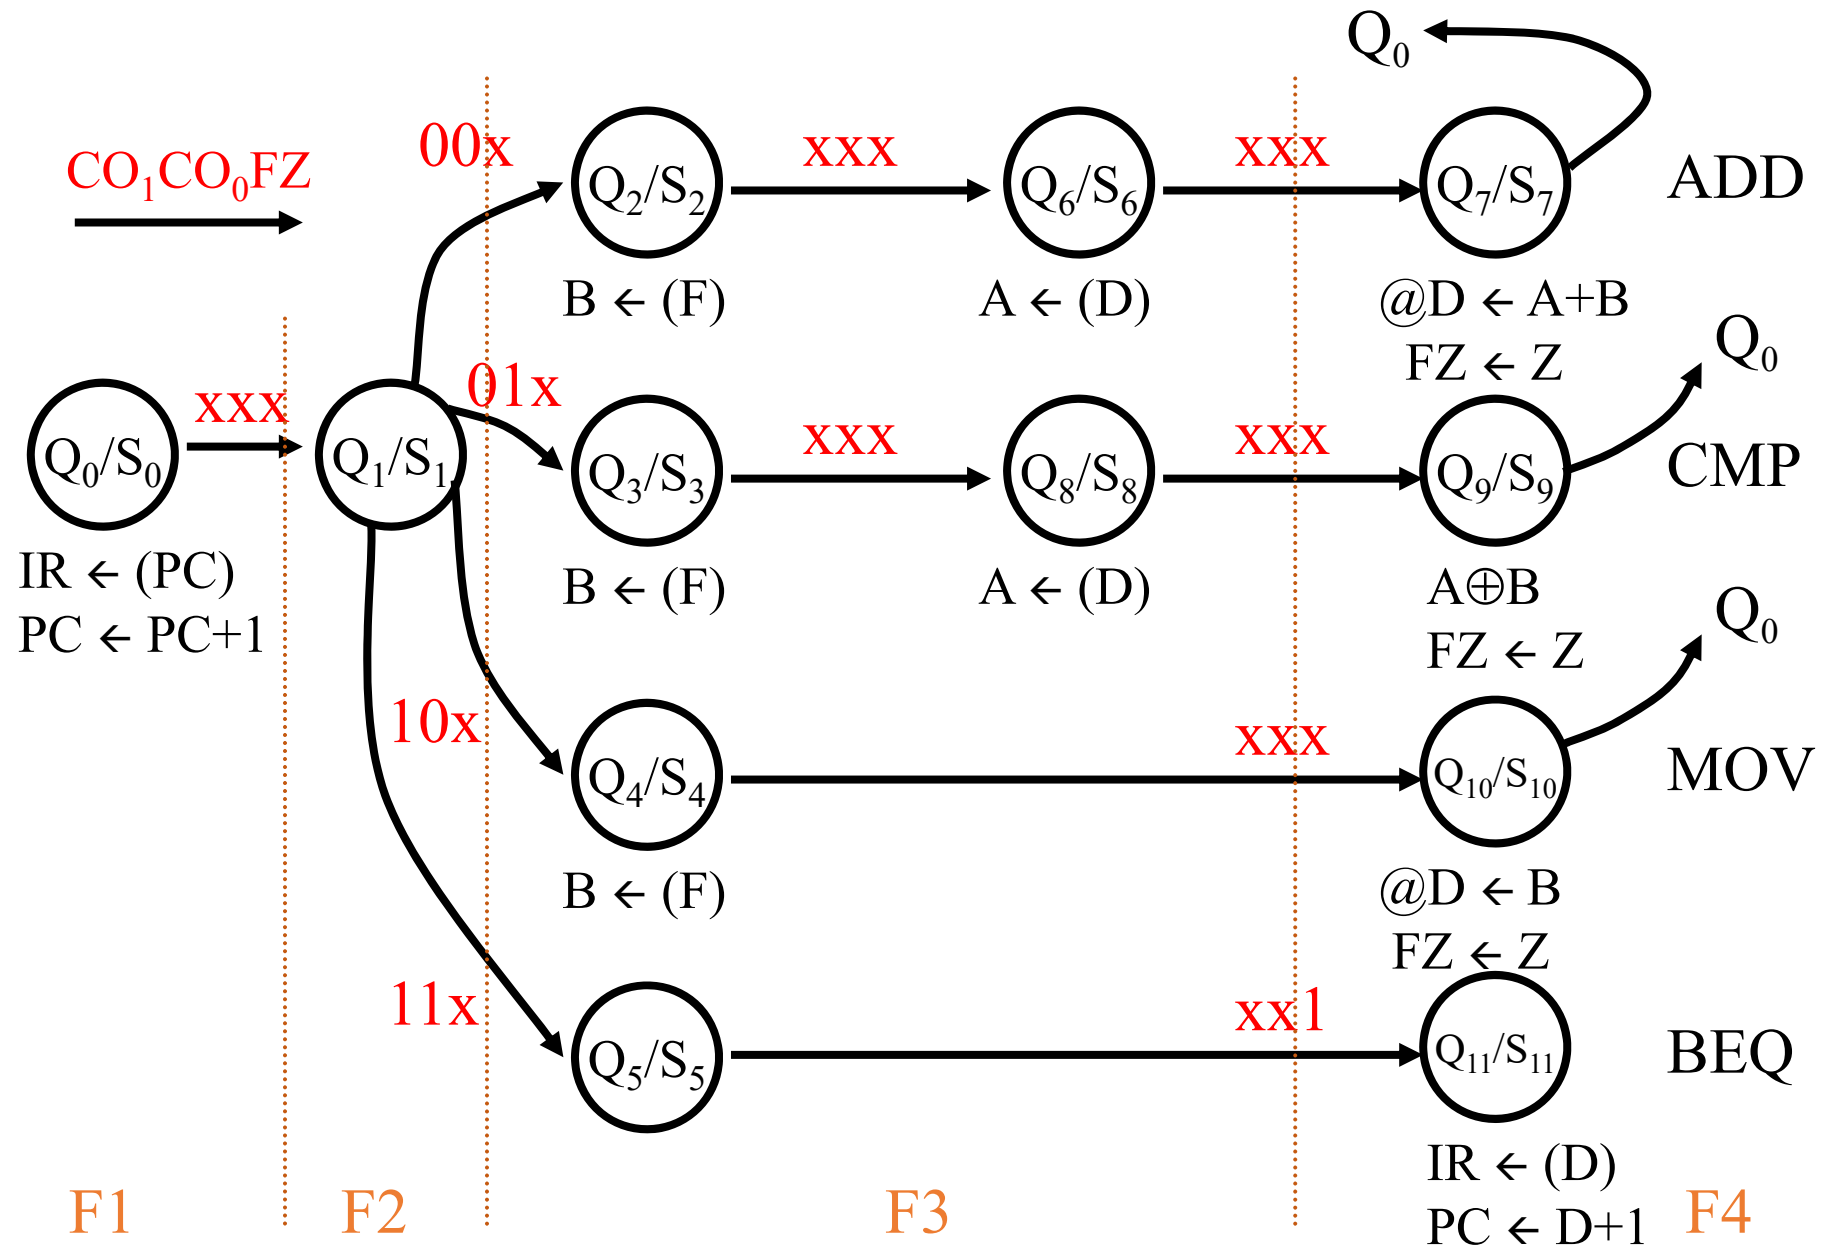 Q₀
CO₁CO₀FZ
00x
Q₂/S₂
xxx
Q₆/S₆
xxx
Q₇/S₇
ADD
B ← (F)
A ← (D)
@D ← A+B
FZ ← Z
Q₀
Q₀/S₀
xxx
Q₁/S₁
01x
Q₃/S₃
xxx
Q₈/S₈
xxx
Q₉/S₉
CMP
IR ← (PC)
PC ← PC+1
B ← (F)
A ← (D)
A⊕B
FZ ← Z
Q₀
10x
Q₄/S₄
xxx
Q₁₀/S₁₀
MOV
B ← (F)
@D ← B
FZ ← Z
11x
Q₅/S₅
xx1
Q₁₁/S₁₁
BEQ
IR ← (D)
PC ← D+1
F1
F2
F3
F4